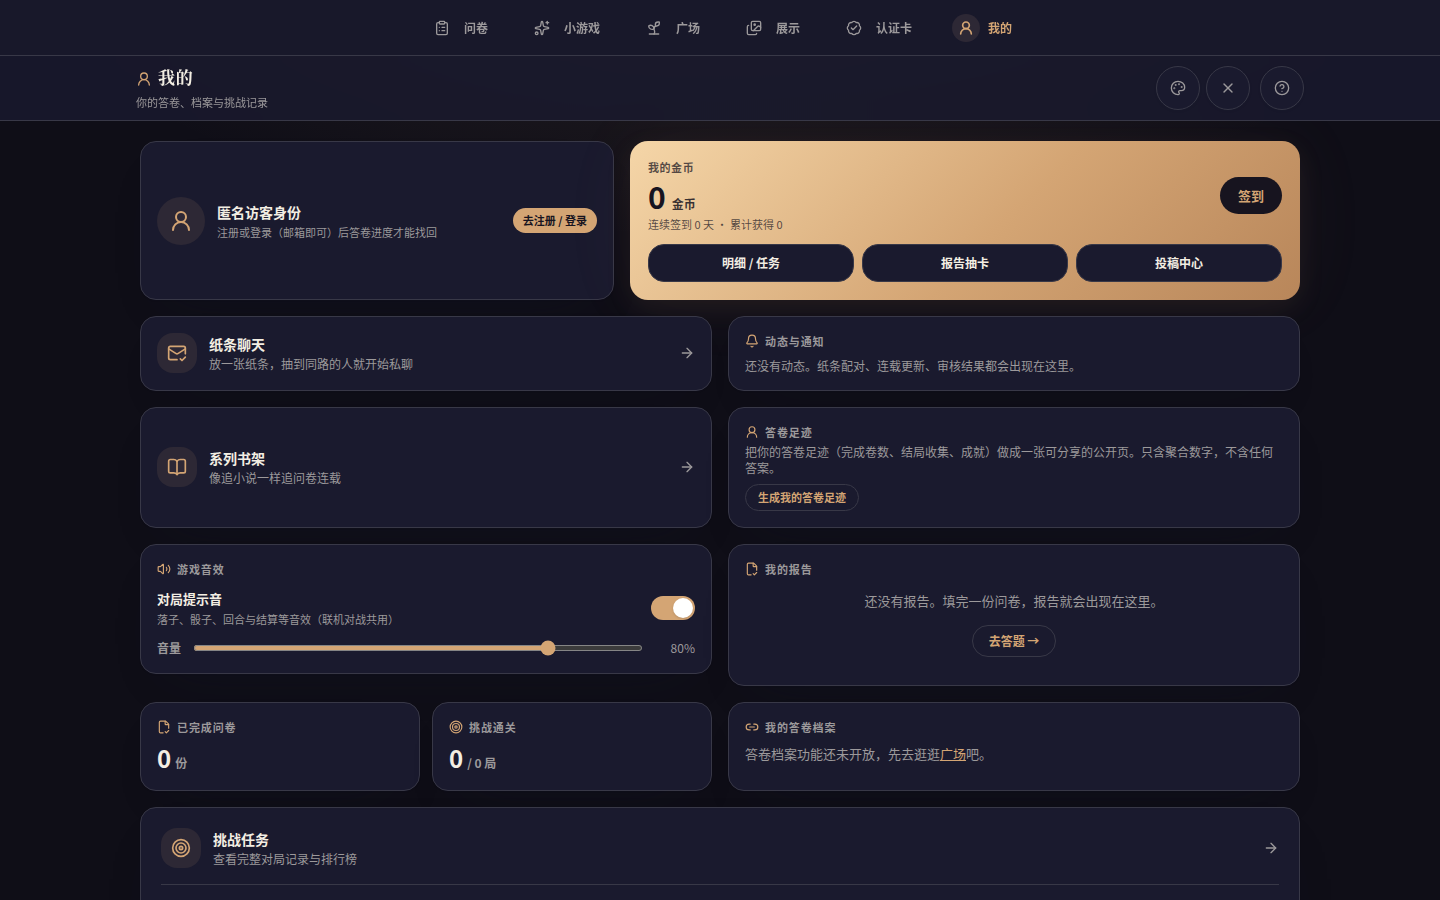 问卷
小游戏
广场
展示
认证卡
我的
我的
你的答卷、档案与挑战记录
匿名访客身份
注册或登录（邮箱即可）后答卷进度才能找回
去注册 / 登录
我的金币
0 金币
连续签到 0 天 · 累计获得 0
签到
明细 / 任务
报告抽卡
投稿中心
纸条聊天
放一张纸条，抽到同路的人就开始私聊
动态与通知
还没有动态。纸条配对、连载更新、审核结果都会出现在这里。
系列书架
像追小说一样追问卷连载
答卷足迹
把你的答卷足迹（完成卷数、结局收集、成就）做成一张可分享的公开页。只含聚合数字，不含任何
答案。
生成我的答卷足迹
游戏音效
对局提示音
落子、骰子、回合与结算等音效（联机对战共用）
音量
80%
我的报告
还没有报告。填完一份问卷，报告就会出现在这里。
去答题 →
已完成问卷
0 份
挑战通关
0 / 0 局
我的答卷档案
答卷档案功能还未开放，先去逛逛广场吧。
挑战任务
查看完整对局记录与排行榜